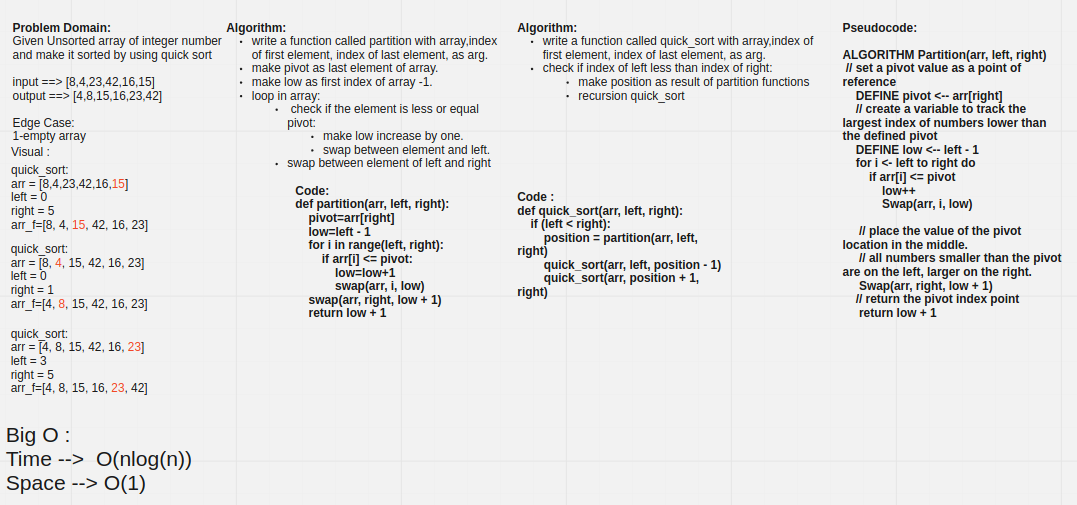 Problem Domain:
Given Unsorted array of integer number
and make it sorted by using quick sort
input ==> [8,4,23,42,16,15]
output ==> [4,8,15,16,23,42]
Edge Case:
1-empty array
Visual :
quick_sort:
arr = [8,4,23,42,16,15]
left = 0
right = 5
arr_f=[8, 4, 15, 42, 16, 23]
quick_sort:
arr = [8, 4, 15, 42, 16, 23]
left = 0
right = 1
arr_f=[4, 8, 15, 42, 16, 23]
quick_sort:
arr = [4, 8, 15, 42, 16, 23]
left = 3
right = 5
arr_f=[4, 8, 15, 16, 23, 42]
Big O :
Time --> O(nlog(n))
Space --> O(1)
Algorithm:
• write a function called partition with array,index
of first element, index of last element, as arg.
• make pivot as last element of array.
• make low as first index of array -1.
• loop in array:
• check if the element is less or equal
pivot:
• make low increase by one.
• swap between element and left.
• swap between element of left and right
Code:
def partition(arr, left, right):
pivot=arr[right]
low=left - 1
for i in range(left, right):
if arr[i] <= pivot:
low=low+1
swap(arr, i, low)
swap(arr, right, low + 1)
return low + 1
Algorithm:
• write a function called quick_sort with array,index of
first element, index of last element, as arg.
• check if index of left less than index of right:
• make position as result of partition functions
• recursion quick_sort
Code :
def quick_sort(arr, left, right):
if (left < right):
position = partition(arr, left,
right)
quick_sort(arr, left, position - 1)
quick_sort(arr, position + 1,
right)
Pseudocode:
ALGORITHM Partition(arr, left, right)
// set a pivot value as a point of
reference
DEFINE pivot <-- arr[right]
// create a variable to track the
largest index of numbers lower than
the defined pivot
DEFINE low <-- left - 1
for i <- left to right do
if arr[i] <= pivot
low++
Swap(arr, i, low)
// place the value of the pivot
location in the middle.
// all numbers smaller than the pivot
are on the left, larger on the right.
Swap(arr, right, low + 1)
// return the pivot index point
return low + 1